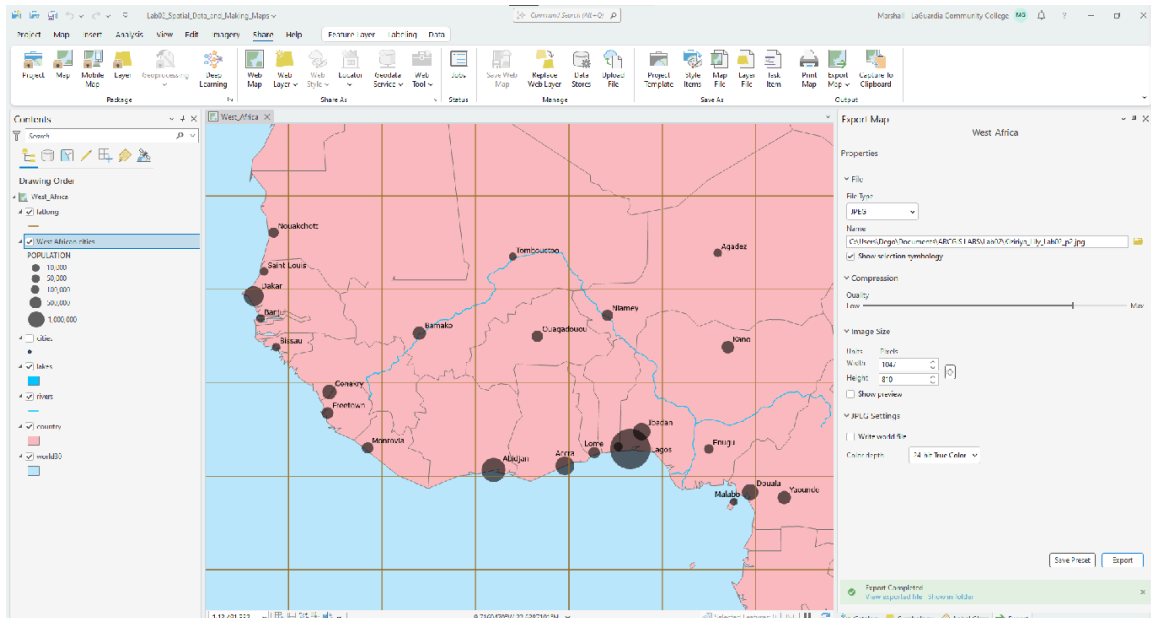 Lab02_Spatial_Data_and_Making_Maps
Command Search (Alt+Q)
Marshall LaGuardia Community College MG ?
Project Map Insert Analysis View Edit Imagery Share Help Feature Layer Labeling Data
Project Map Mobile Map Layer Geoprocessing Deep Learning
Package
Web Map Web Layer Web Style Locator Geodata Service Web Tool
Share As
Jobs
Status
Save Web Map Replace Web Layer Data Stores Upload File
Manage
Project Template Style Items Map File Layer File Task Item
Save As
Print Map Export Map Capture To Clipboard
Output
Contents
Search
Drawing Order
West_Africa
latlong
West African cities
POPULATION
10,000
50,000
100,000
500,000
1,000,000
cities
lakes
rivers
country
world30
West_Africa
Nouakchott
Tombouctoo
Agadez
Saint Louis
Dakar
Banjul
Niamey
Bamako
Ouagadouou
Bissau
Kano
Conakry
Freetown
Ibadan
Monrovia
Lome
Enugu
Accra
Lagos
Abidjan
Douala
Malabo
Yaounde
Export Map
West Africa
Properties
File
File Type
JPEG
Name
Show selection symbology
Compression
Quality
Low
Max
Image Size
Units Pixels
Width 1047
Height 810
Show preview
JPEG Settings
Write world file
Color depth 24-bit True Color
Save Preset Export
Export Completed
View exported file Show in folder